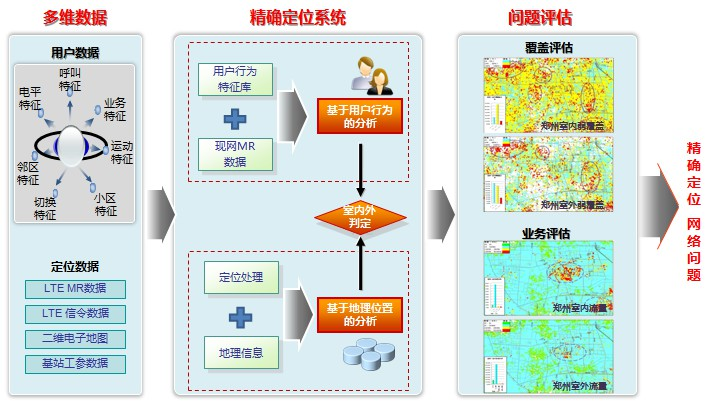 多维数据
用户数据
呼叫
特征
电平
特征
业务
特征
运动
特征
邻区
特征
切换
特征
小区
特征
定位数据
LTE MR数据
LTE 信令数据
二维电子地图
基站工参数据
精确定位系统
用户行为
特征库
现网MR
数据
基于用户行为
的分析
室内外
判定
定位处理
地理信息
基于地理位置
的分析
问题评估
覆盖评估
郑州室内弱覆盖
郑州室外弱覆盖
业务评估
郑州室内流量
郑州室外流量
精确定位
网络问题